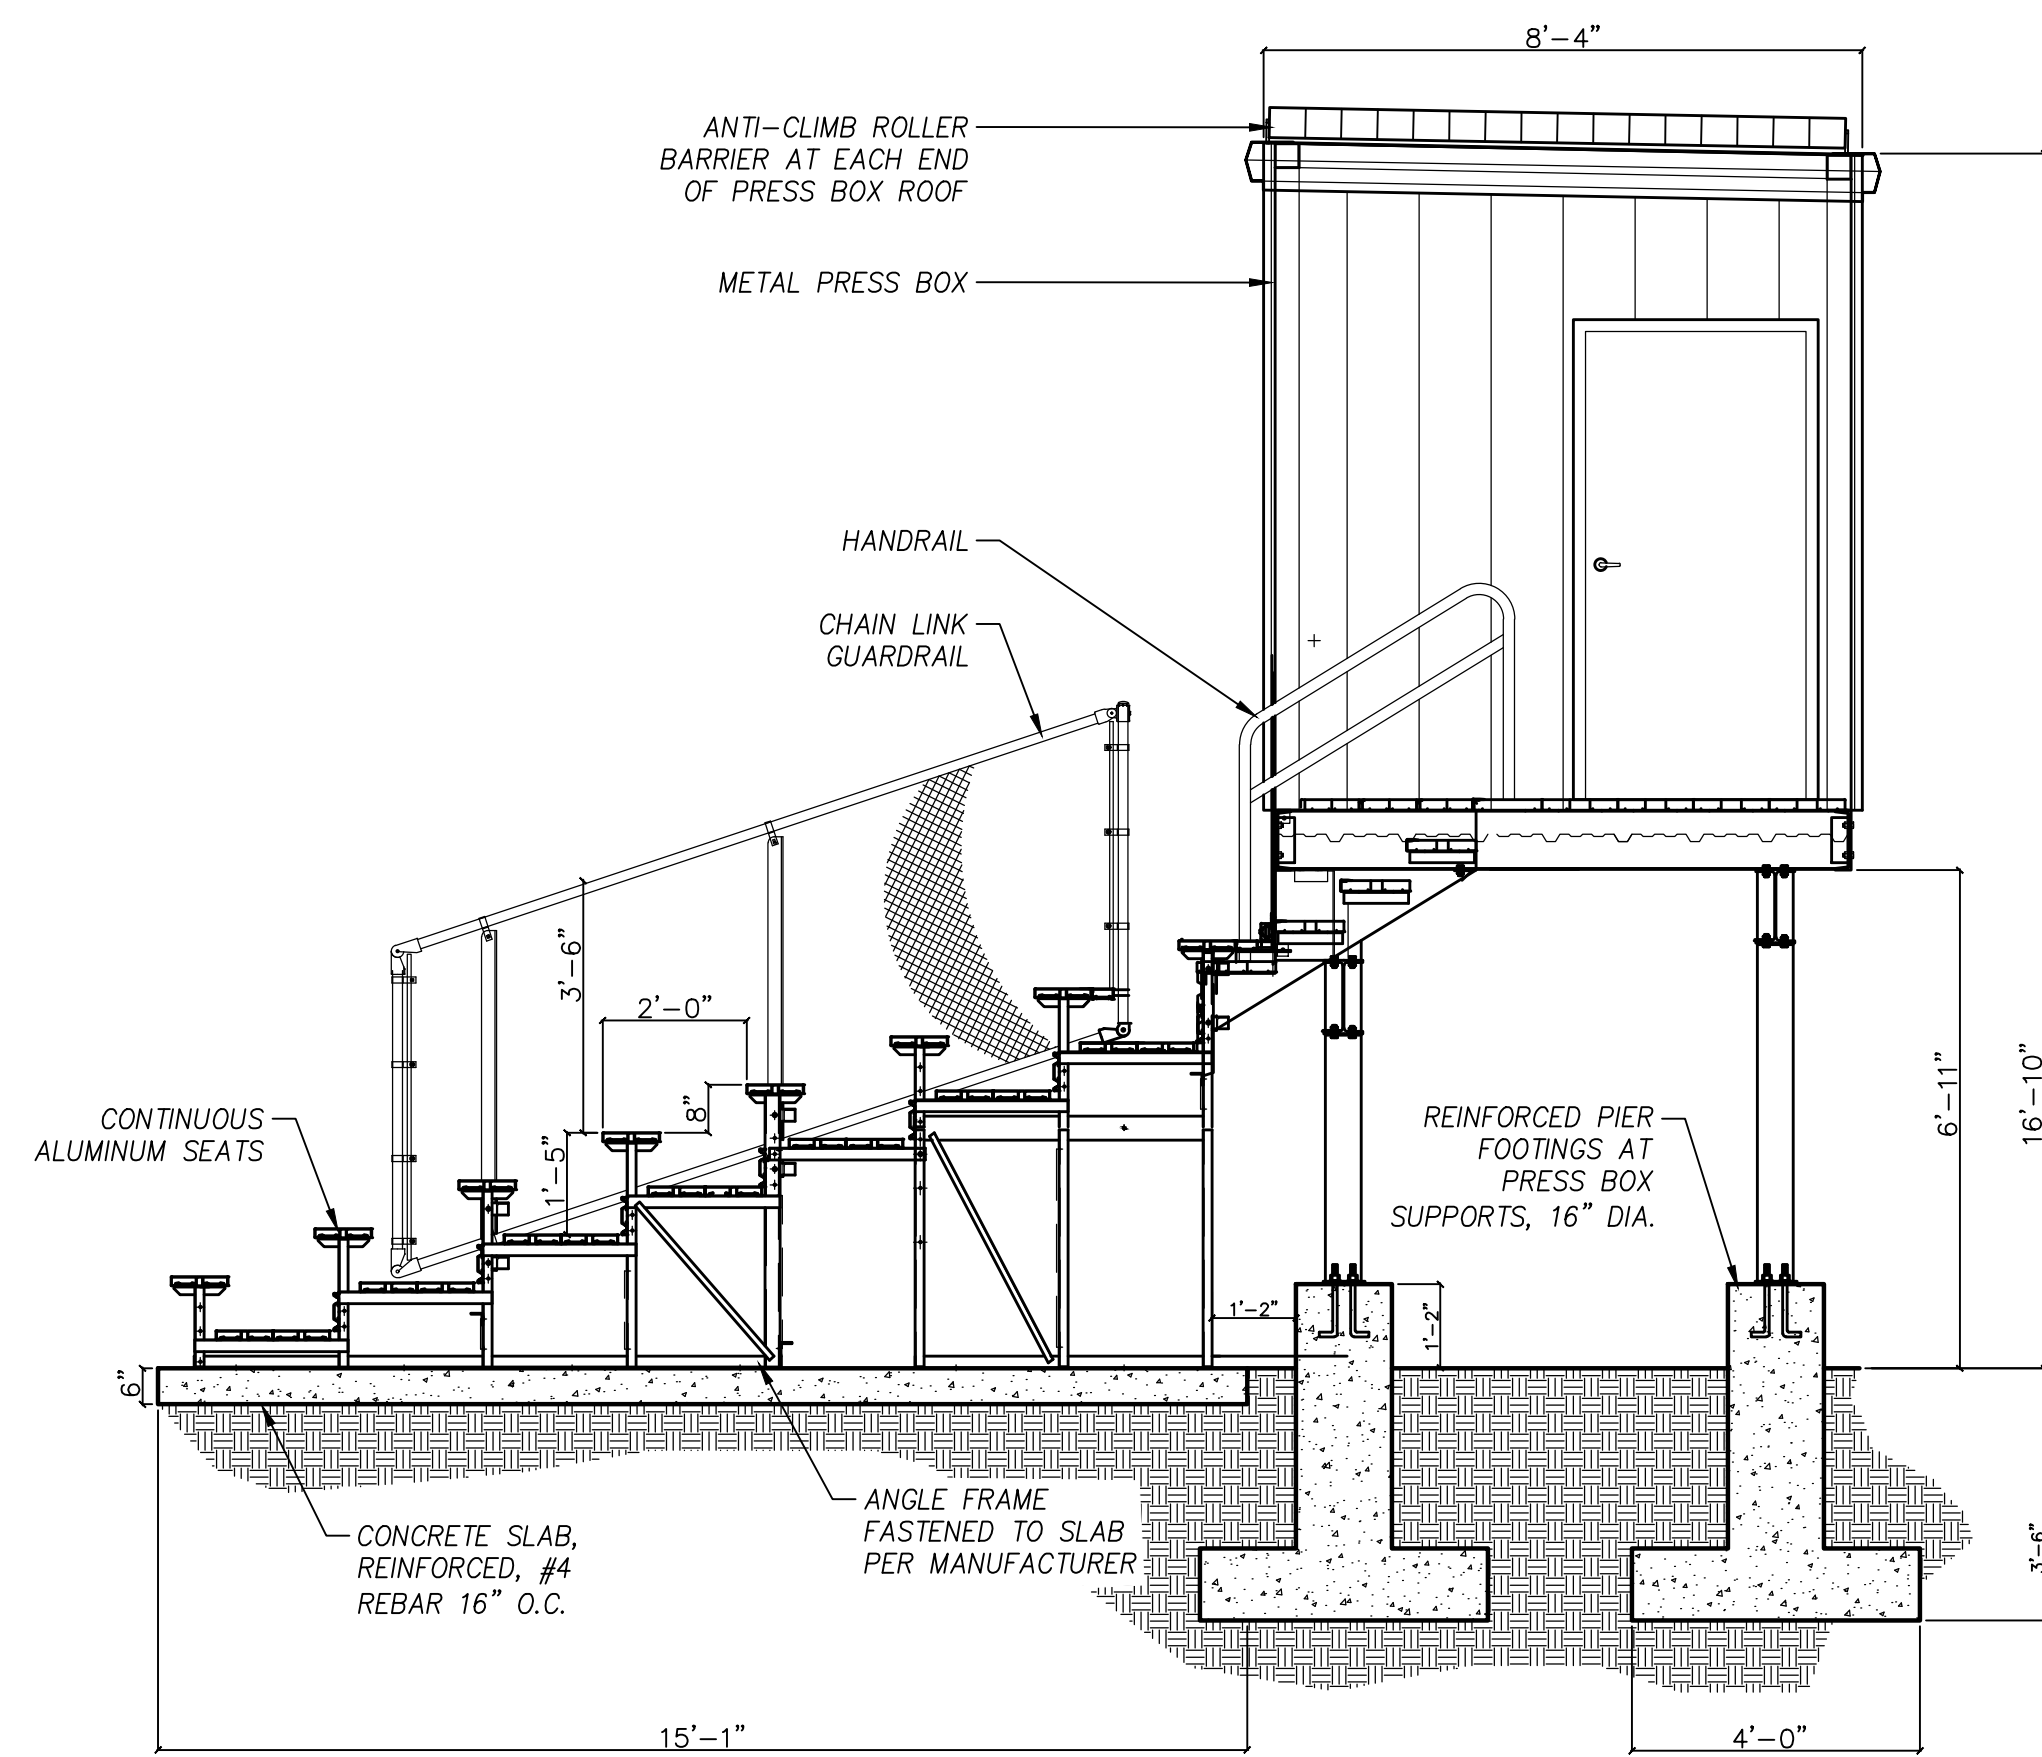 8'-4"
ANTI-CLIMB ROLLER
BARRIER AT EACH END
OF PRESS BOX ROOF
METAL PRESS BOX
HANDRAIL
CHAIN LINK
GUARDRAIL
3'-6"
2'-0"
8"
1'-5"
CONTINUOUS
ALUMINUM SEATS
6'-11"
16'-10"
REINFORCED PIER
FOOTINGS AT
PRESS BOX
SUPPORTS, 16" DIA.
1'-2"
1'-2"
6"
ANGLE FRAME
FASTENED TO SLAB
PER MANUFACTURER
CONCRETE SLAB,
REINFORCED, #4
REBAR 16" O.C.
3'-6"
15'-1"
4'-0"